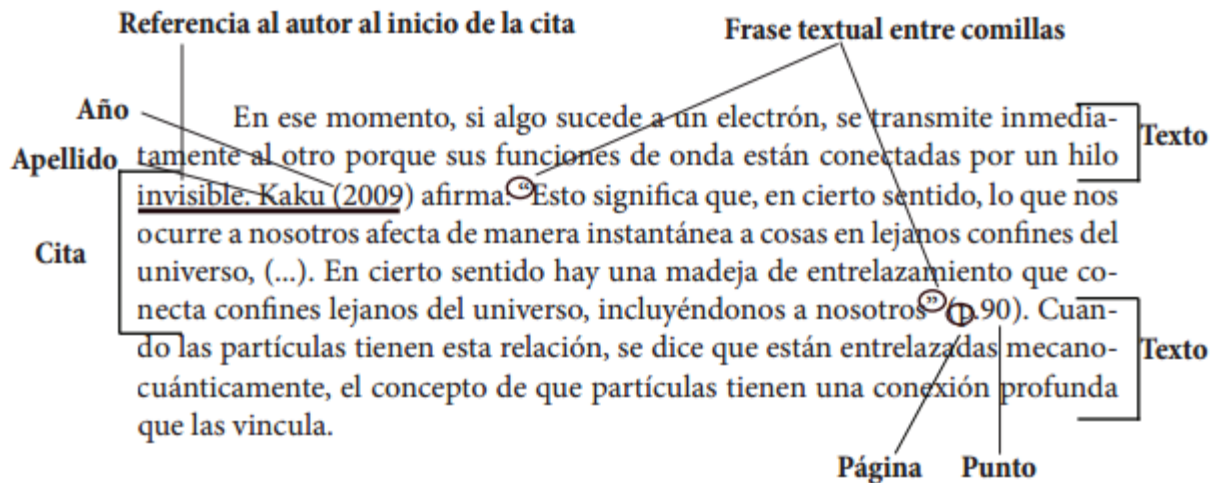 Referencia al autor al inicio de la cita
Frase textual entre comillas
Año
Apellido
Cita
En ese momento, si algo sucede a un electrón, se transmite inmedia-
tamente al otro porque sus funciones de onda están conectadas por un hilo
invisible. Kaku (2009) afirma: “Esto significa que, en cierto sentido, lo que nos
ocurre a nosotros afecta de manera instantánea a cosas en lejanos confines del
universo, (...). En cierto sentido hay una madeja de entrelazamiento que co-
necta confines lejanos del universo, incluyéndonos a nosotros” (p.90). Cuan-
do las partículas tienen esta relación, se dice que están entrelazadas mecano-
cuánticamente, el concepto de que partículas tienen una conexión profunda
que las vincula.
Texto
Texto
Página
Punto